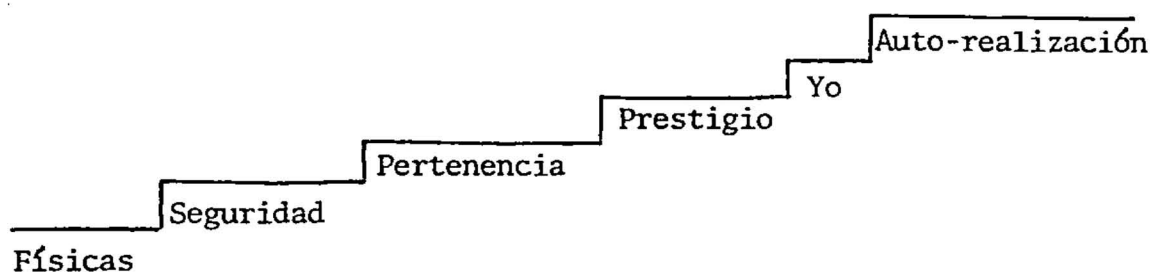 Auto-realización
Yo
Prestigio
Pertenencia
Seguridad
Físicas